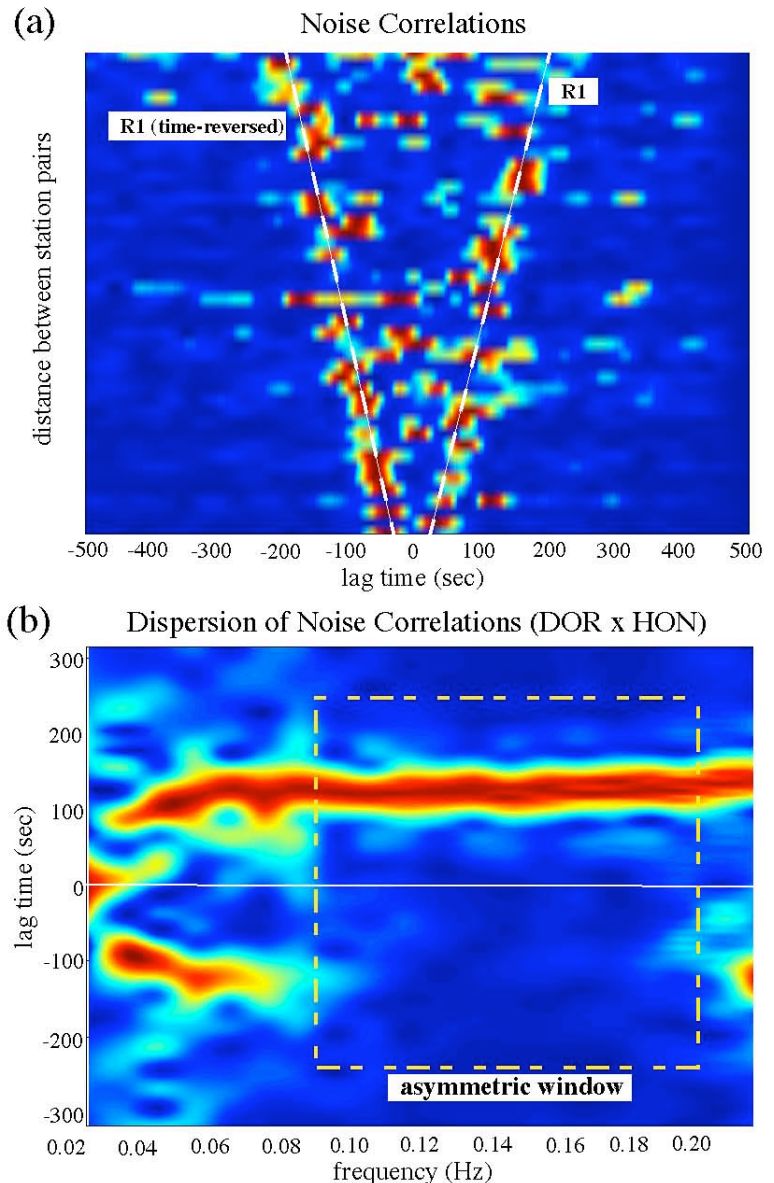 (a)
Noise Correlations
R1
R1 (time-reversed)
distance between station pairs
-500 -400 -300 -200 -100 0 100 200 300 400 500
lag time (sec)
(b)
Dispersion of Noise Correlations (DOR x HON)
300
200
100
0
-100
-200
-300
lag time (sec)
asymmetric window
0.02 0.04 0.06 0.08 0.10 0.12 0.14 0.16 0.18 0.20
frequency (Hz)